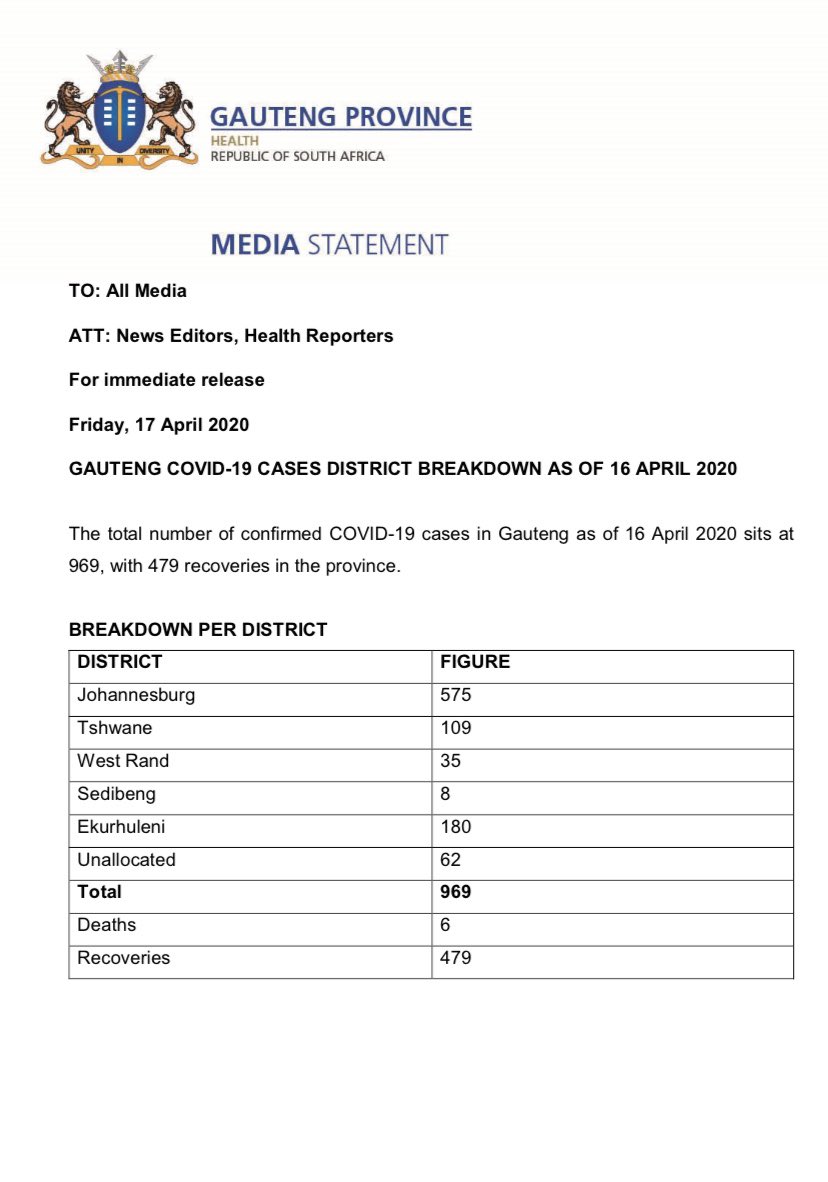 UNITY
IN
DIVERSITY
GAUTENG PROVINCE
HEALTH
REPUBLIC OF SOUTH AFRICA
MEDIA STATEMENT
TO: All Media
ATT: News Editors, Health Reporters
For immediate release
Friday, 17 April 2020
GAUTENG COVID-19 CASES DISTRICT BREAKDOWN AS OF 16 APRIL 2020
The total number of confirmed COVID-19 cases in Gauteng as of 16 April 2020 sits at
969, with 479 recoveries in the province.
BREAKDOWN PER DISTRICT
DISTRICT FIGURE
Johannesburg 575
Tshwane 109
West Rand 35
Sedibeng 8
Ekurhuleni 180
Unallocated 62
Total 969
Deaths 6
Recoveries 479